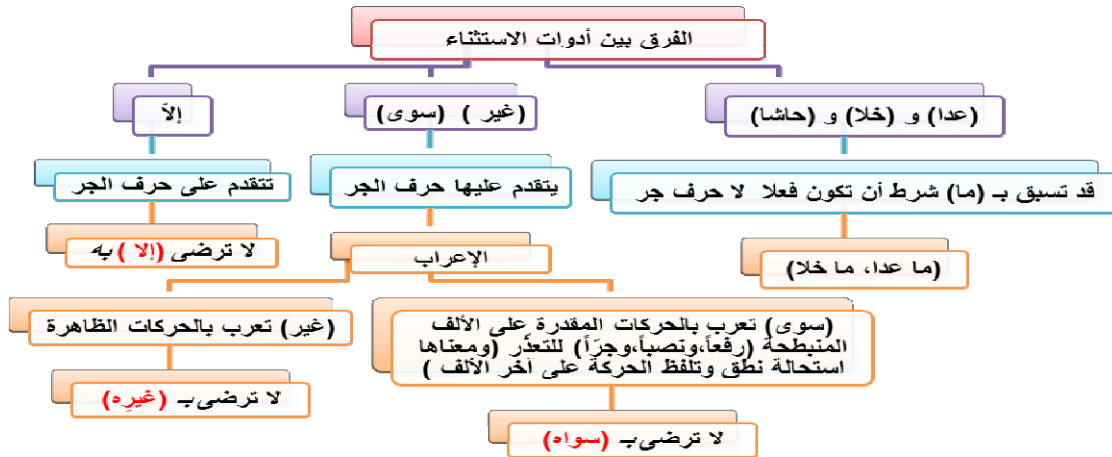 الفرق بين أدوات الاستثناء
(عدا) و (خلا) و (حاشا)
(غير ) (سوى)
إلاّ
قد تسبق بـ (ما) شرط أن تكون فعلا لا حرف جر
يتقدم عليها حرف الجر
تتقدم على حرف الجر
(ما عدا، ما خلا)
الإعراب
لا ترضى (إلا ) به
(سوى) تعرب بالحركات المقدرة على الألف
المنبطحة (رفعاً،ونصباً،وجرّاً) للتعذّر (ومعناها
استحالة نطق وتلفظ الحركة على آخر الألف )
(غير) تعرب بالحركات الظاهرة
لا ترضى بـ (سواه)
لا ترضى بـ (غيرِه)